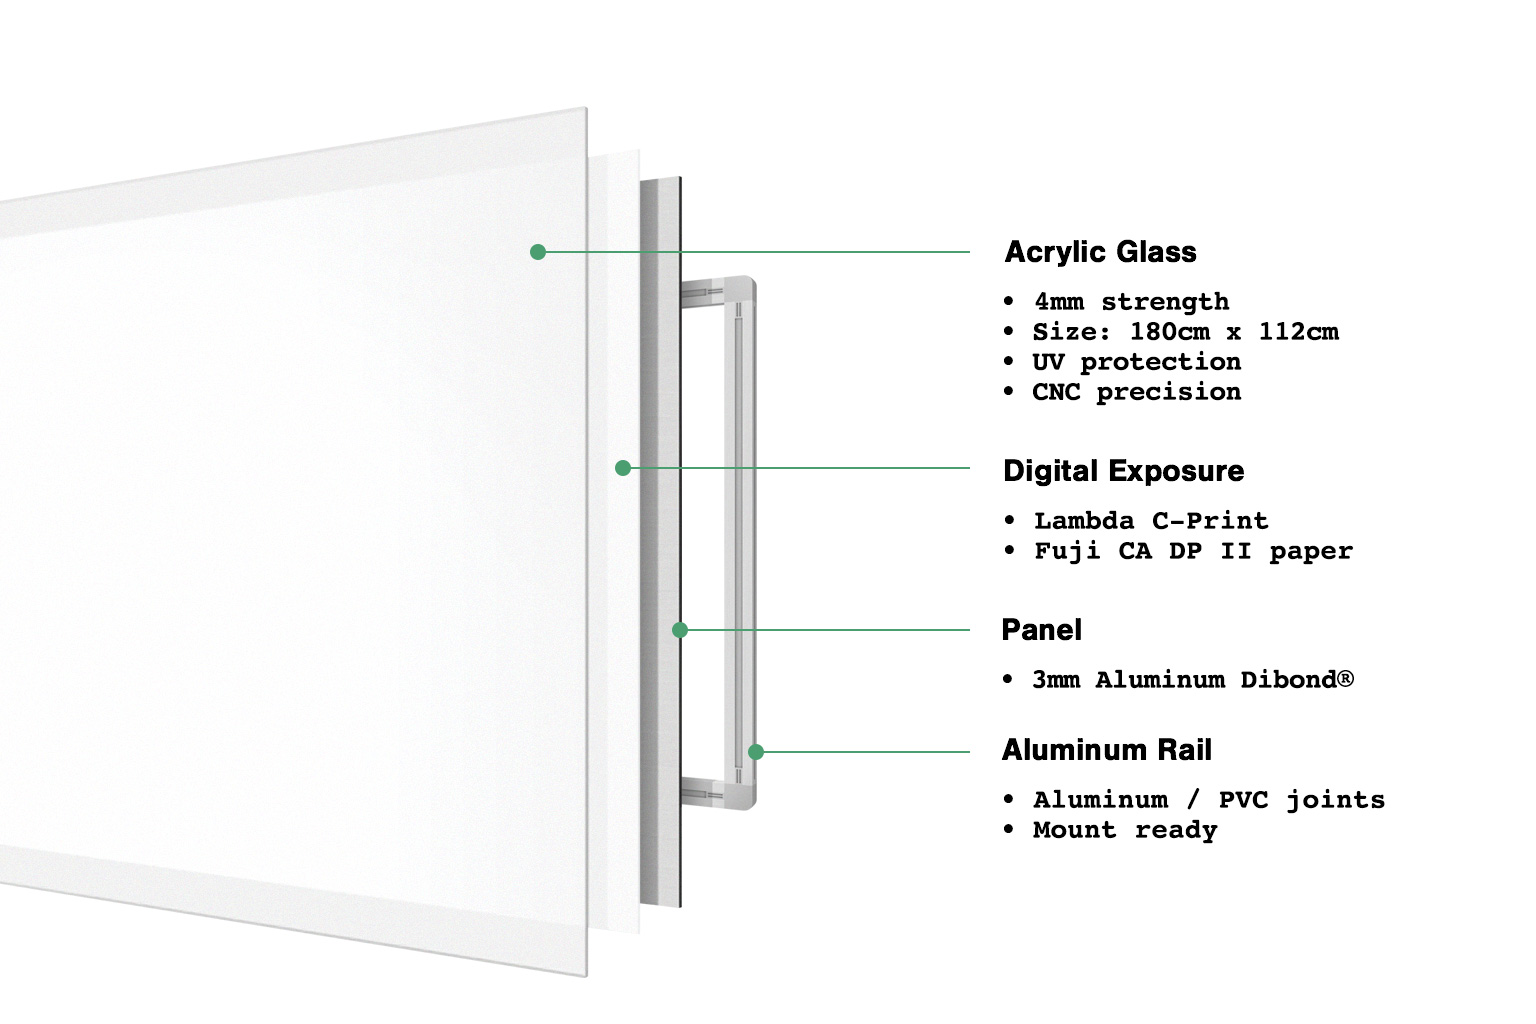 Acrylic Glass
• 4mm strength
• Size: 180cm x 112cm
• UV protection
• CNC precision
Digital Exposure
• Lambda C-Print
• Fuji CA DP II paper
Panel
• 3mm Aluminum Dibond®
Aluminum Rail
• Aluminum / PVC joints
• Mount ready